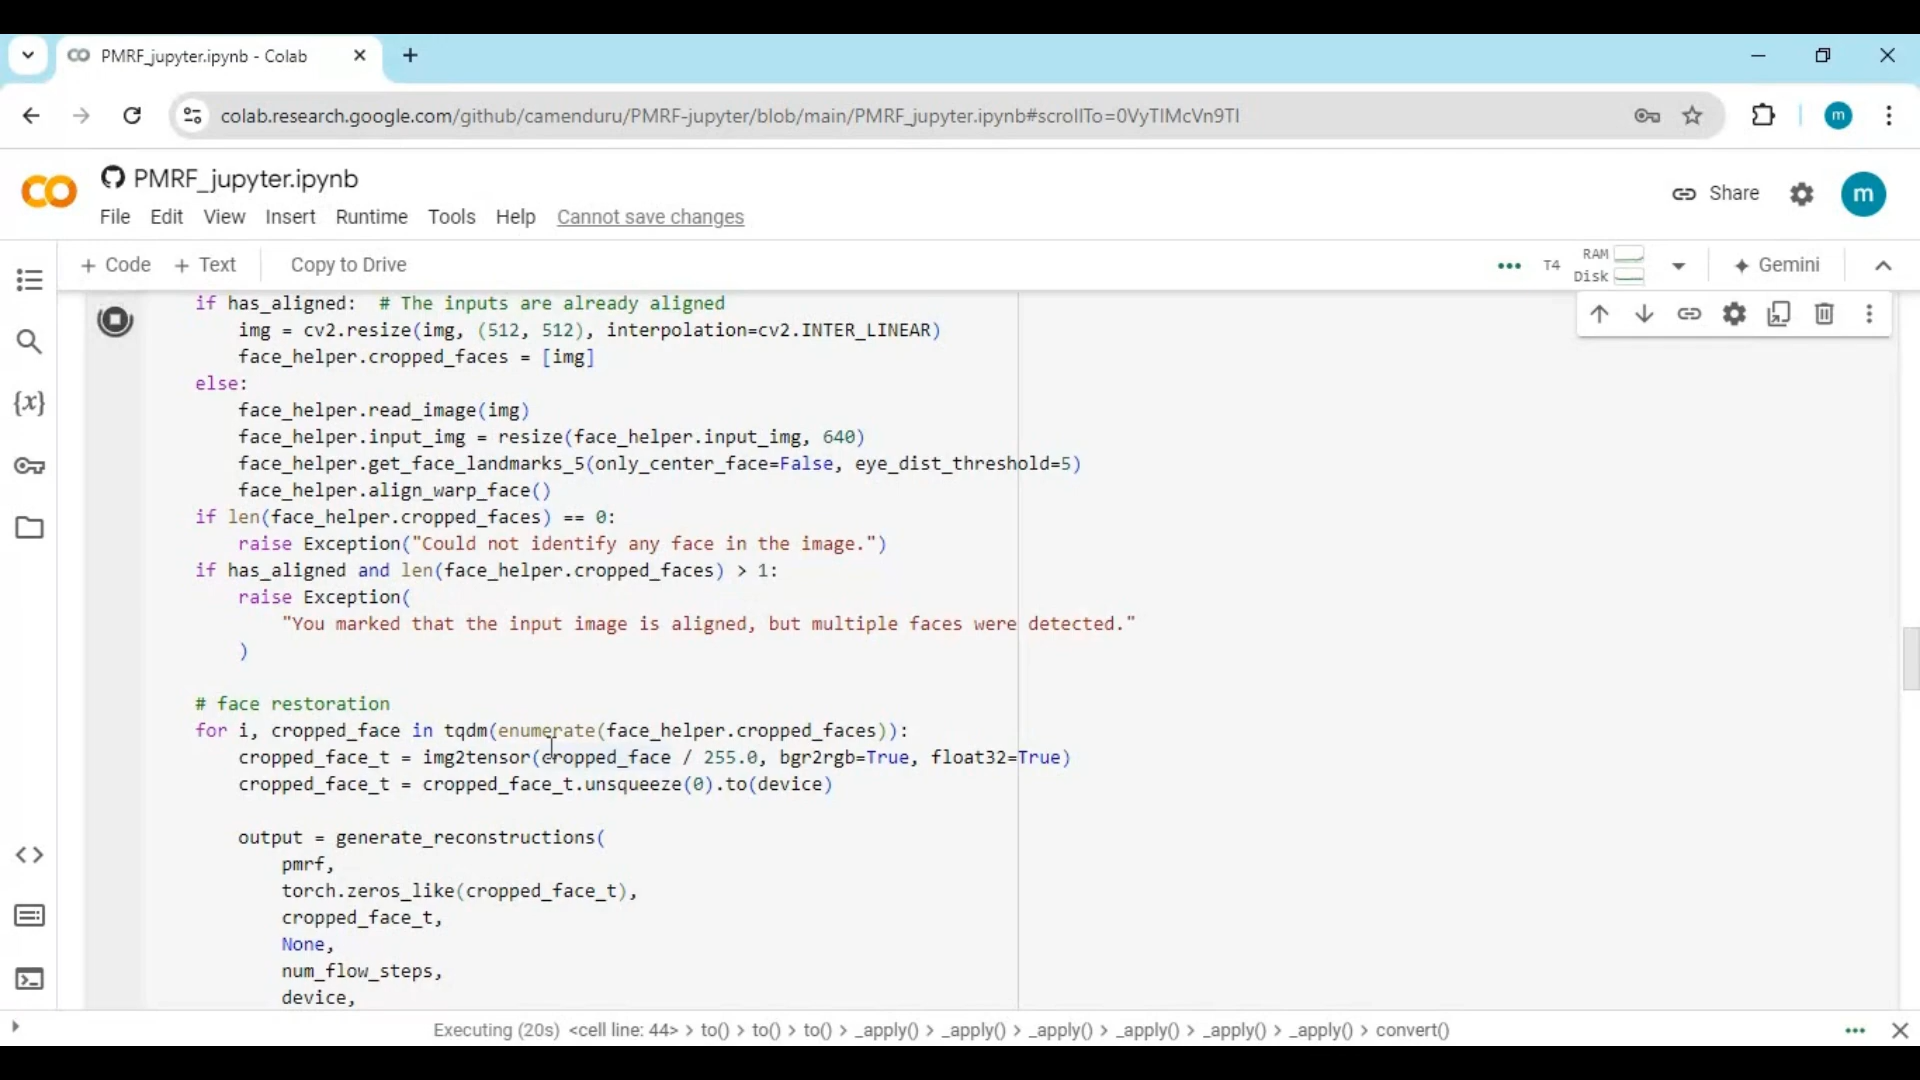 PMRF_jupyter.ipynb - Colab
colab.research.google.com/github/camenduru/PMRF-jupyter/blob/main/PMRF_jupyter.ipynb#scrollTo=0VyTIMcVn9TI
m
PMRF_jupyter.ipynb
Share
m
File Edit View Insert Runtime Tools Help Cannot save changes
+ Code + Text Copy to Drive T4 RAM Disk Gemini
if has_aligned:  # The inputs are already aligned
    img = cv2.resize(img, (512, 512), interpolation=cv2.INTER_LINEAR)
    face_helper.cropped_faces = [img]
else:
    face_helper.read_image(img)
    face_helper.input_img = resize(face_helper.input_img, 640)
    face_helper.get_face_landmarks_5(only_center_face=False, eye_dist_threshold=5)
    face_helper.align_warp_face()
if len(face_helper.cropped_faces) == 0:
    raise Exception("Could not identify any face in the image.")
if has_aligned and len(face_helper.cropped_faces) > 1:
    raise Exception(
        "You marked that the input image is aligned, but multiple faces were detected."
    )
# face restoration
for i, cropped_face in tqdm(enumerate(face_helper.cropped_faces)):
    cropped_face_t = img2tensor(cropped_face / 255.0, bgr2rgb=True, float32=True)
    cropped_face_t = cropped_face_t.unsqueeze(0).to(device)
    output = generate_reconstructions(
        pmrf,
        torch.zeros_like(cropped_face_t),
        cropped_face_t,
        None,
        num_flow_steps,
        device,
Executing (20s) <cell line: 44> > to() > to() > to() > _apply() > _apply() > _apply() > _apply() > _apply() > _apply() > convert()